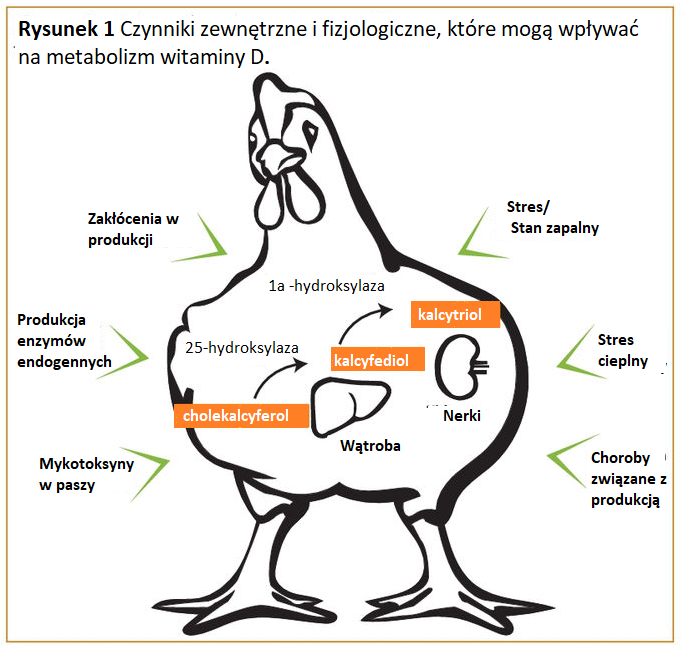 Rysunek 1 Czynniki zewnętrzne i fizjologiczne, które mogą wpływać
na metabolizm witaminy D.
Zakłócenia w
produkcji
Stres/
Stan zapalny
1a -hydroksylaza
kalcytriol
Produkcja
enzymów
endogennych
25-hydroksylaza
kalcyfediol
Stres
cieplny
cholekalcyferol
Nerki
Wątroba
Mykotoksyny
w paszy
Choroby
związane z
produkcją